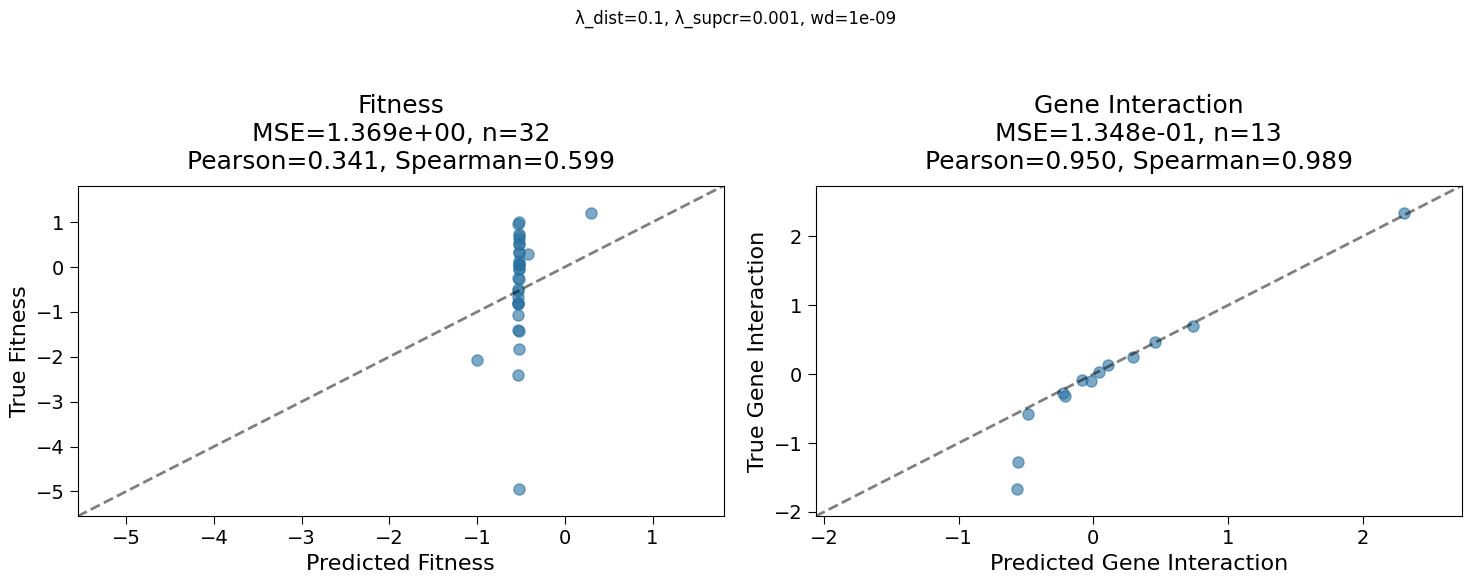 λ_dist=0.1, λ_supcr=0.001, wd=1e-09
Fitness
MSE=1.369e+00, n=32
Pearson=0.341, Spearman=0.599
True Fitness
1
0
−1
−2
−3
−4
−5
−5
−4
−3
−2
−1
0
1
Predicted Fitness
Gene Interaction
MSE=1.348e-01, n=13
Pearson=0.950, Spearman=0.989
True Gene Interaction
2
1
0
−1
−2
−2
−1
0
1
2
Predicted Gene Interaction